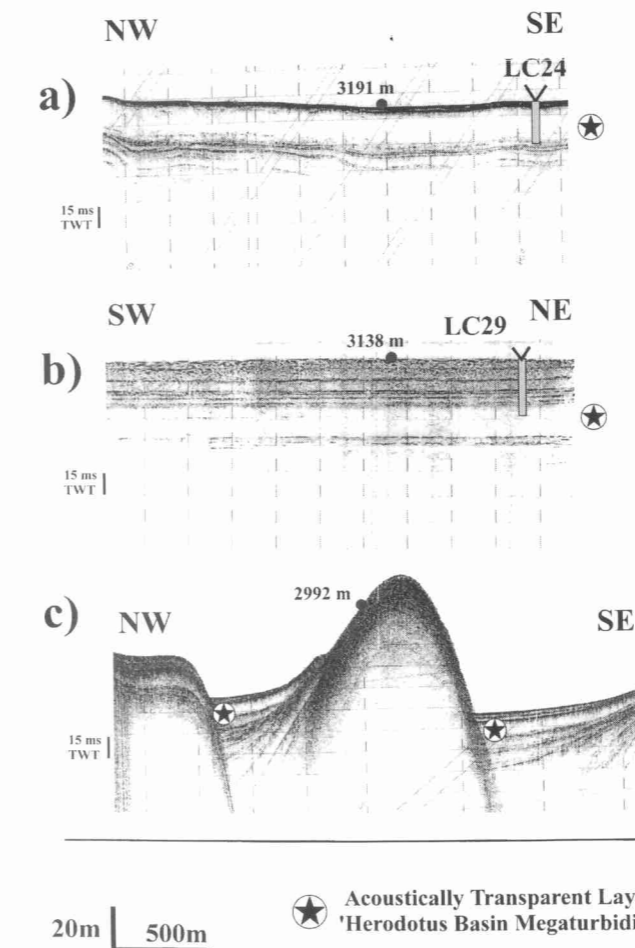 NW SE
LC24
a) 3191 m
15 ms
TWT
SW NE
LC29
3138 m
b)
15 ms
TWT
c) NW SE
2992 m
15 ms
TWT
Acoustically Transparent Lay
20m 500m 'Herodotus Basin Megaturbidi